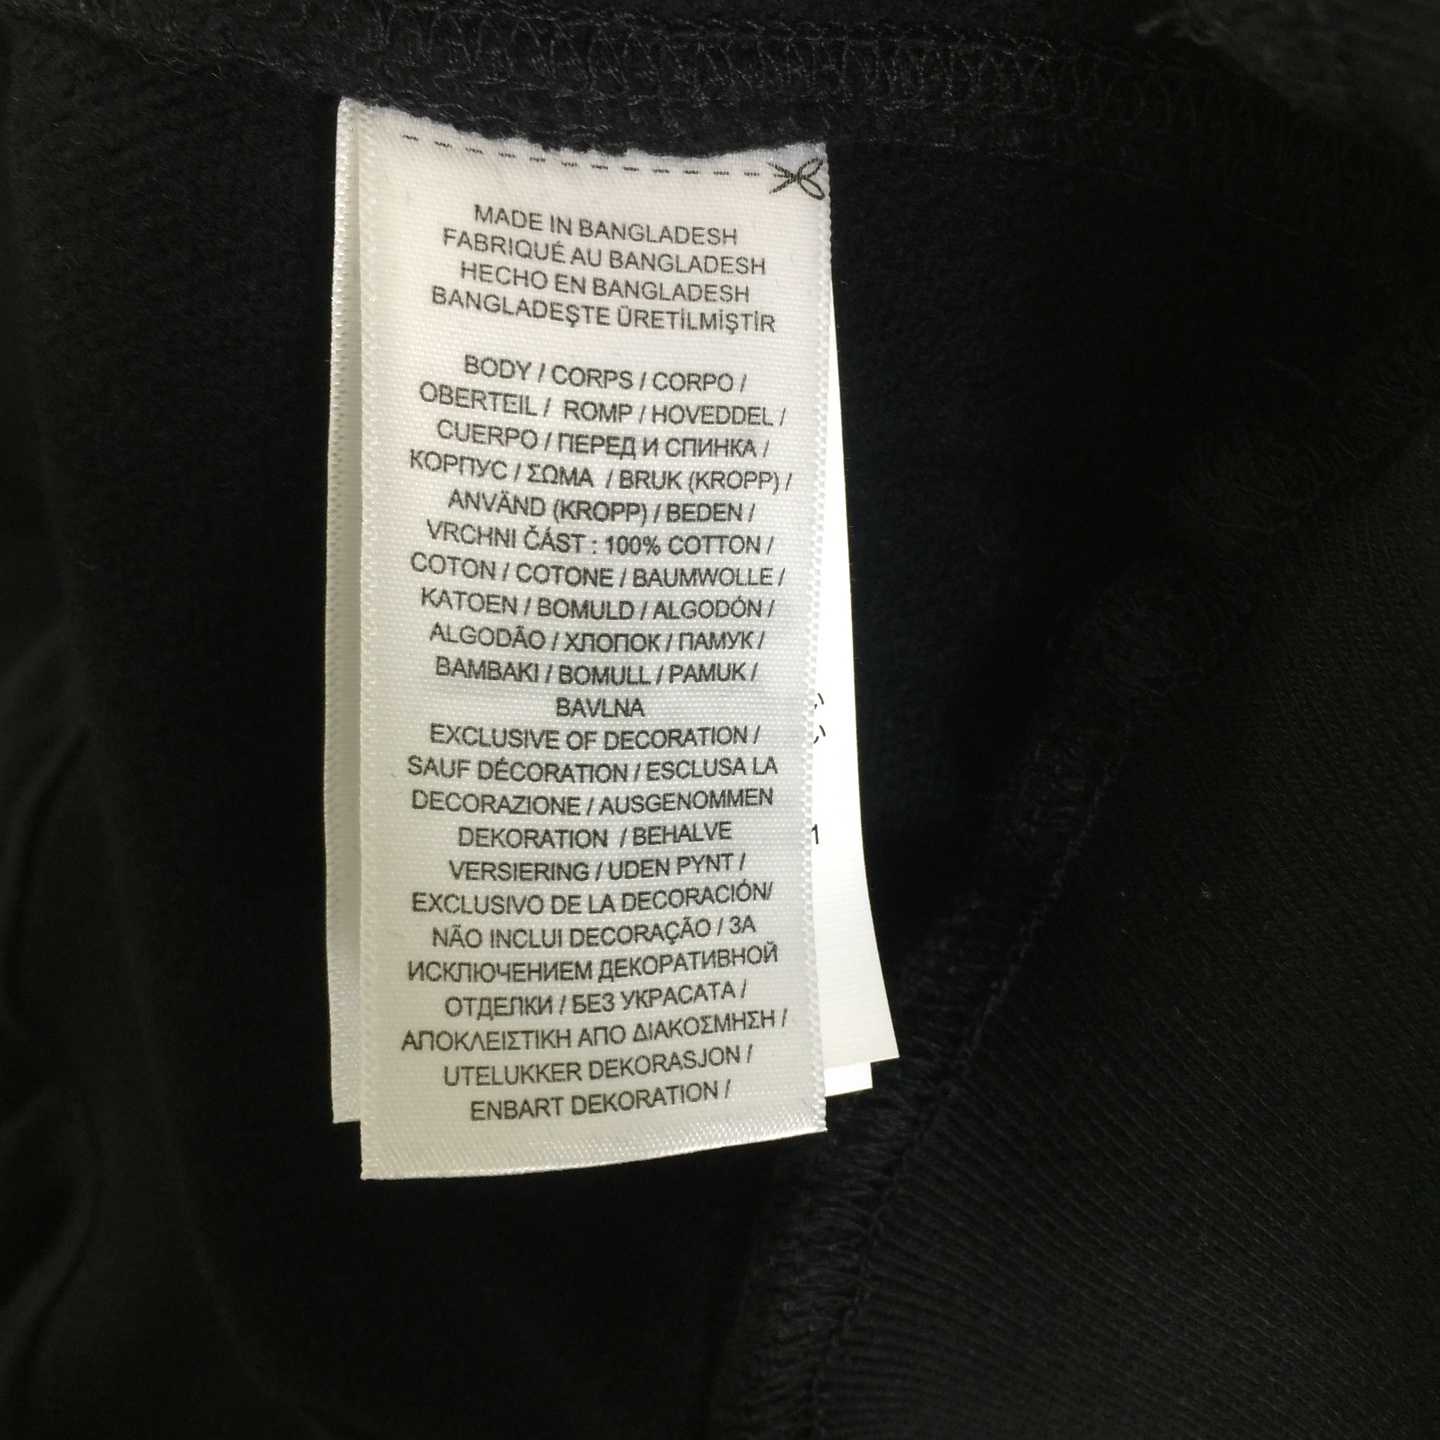 MADE IN BANGLADESH
FABRIQUÉ AU BANGLADESH
HECHO EN BANGLADESH
BANGLADEŞTE ÜRETİLMİŞTİR
BODY / CORPS / CORPO /
OBERTEIL / ROMP / HOVEDDEL /
CUERPO / ПЕРЕД И СПИНКА /
КОРПУС / ΣΩΜΑ / BRUK (KROPP) /
ANVÄND (KROPP) / BEDEN /
VRCHNI ČÁST : 100% COTTON /
COTON / COTONE / BAUMWOLLE /
KATOEN / BOMULD / ALGODÓN /
ALGODÃO / ХЛОПОК / ПАМУК /
BAMBAKI / BOMULL / PAMUK /
BAVLNA
EXCLUSIVE OF DECORATION /
SAUF DÉCORATION / ESCLUSA LA
DECORAZIONE / AUSGENOMMEN
DEKORATION / BEHALVE
VERSIERING / UDEN PYNT /
EXCLUSIVO DE LA DECORACIÓN/
NÃO INCLUI DECORAÇÃO / ЗА
ИСКЛЮЧЕНИЕМ ДЕКОРАТИВНОЙ
ОТДЕЛКИ / БЕЗ УКРАСАТА /
ΑΠΟΚΛΕΙΣΤΙΚΗ ΑΠΟ ΔΙΑΚΟΣΜΗΣΗ /
UTELUKKER DEKORASJON /
ENBART DEKORATION /
1